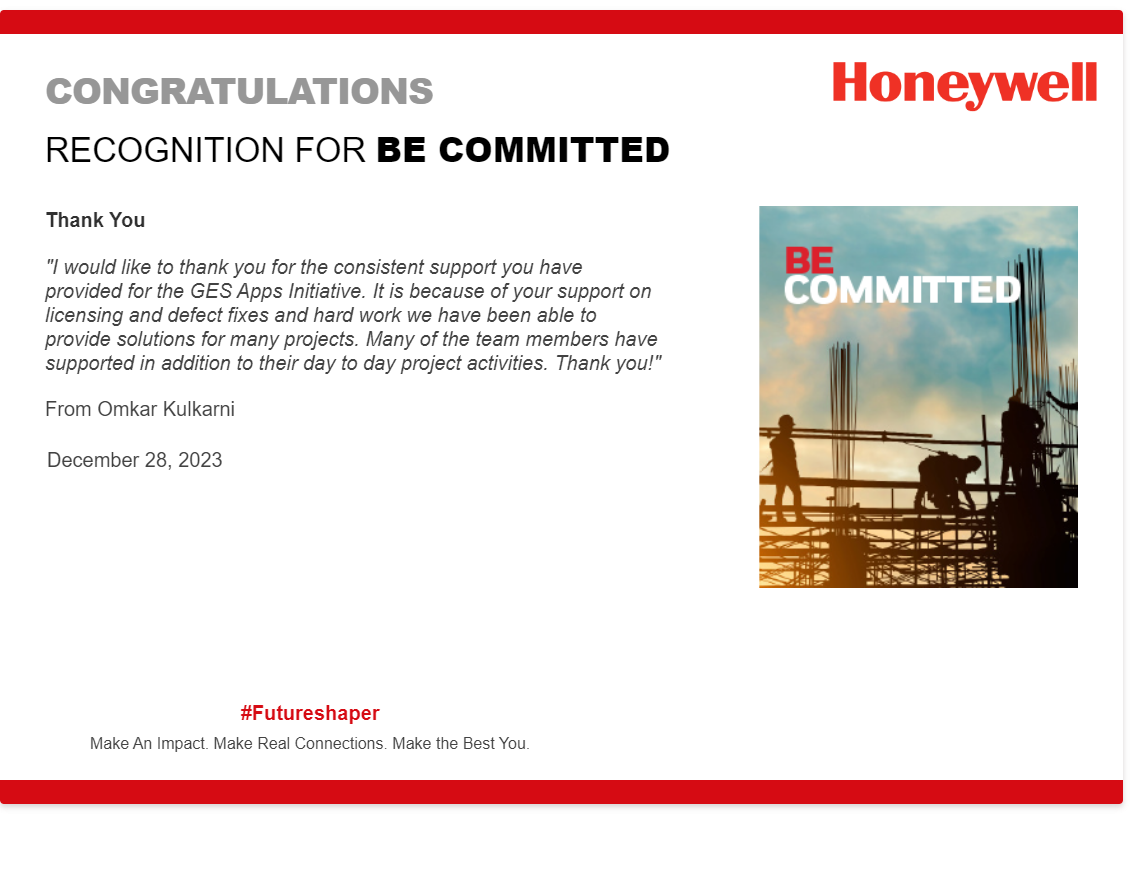 CONGRATULATIONS
Honeywell
RECOGNITION FOR BE COMMITTED
Thank You
"I would like to thank you for the consistent support you have
provided for the GES Apps Initiative. It is because of your support on
licensing and defect fixes and hard work we have been able to
provide solutions for many projects. Many of the team members have
supported in addition to their day to day project activities. Thank you!"
From Omkar Kulkarni
December 28, 2023
BE
COMMITTED
#Futureshaper
Make An Impact. Make Real Connections. Make the Best You.